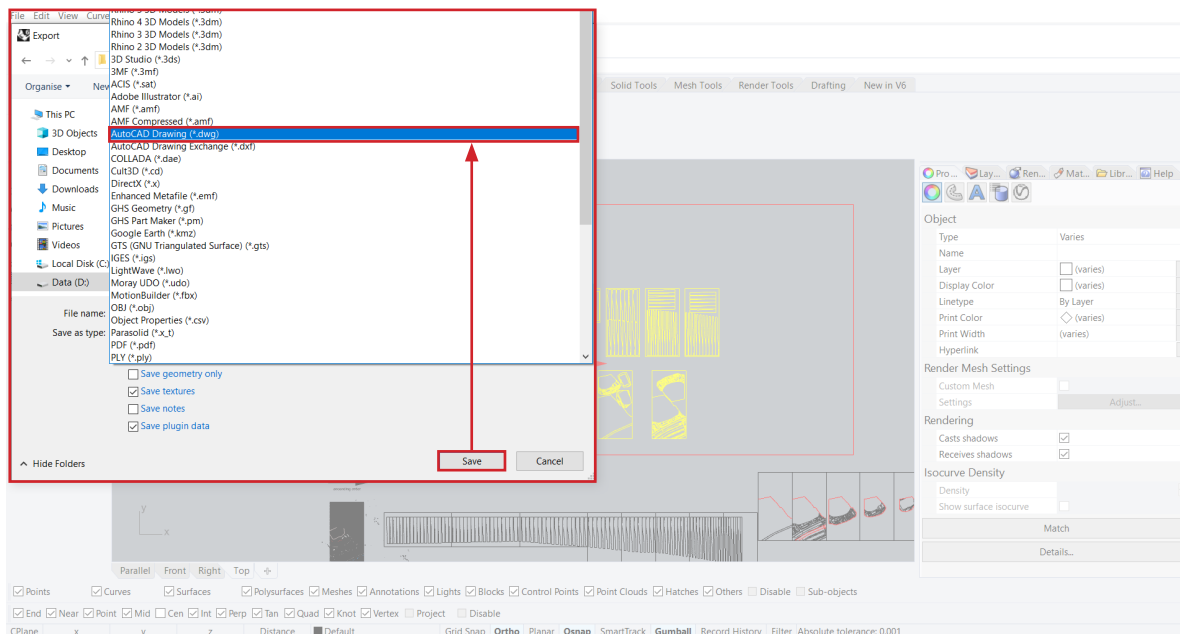 File Edit View Curve
Export
Rhino 4 3D Models (*.3dm)
Rhino 3 3D Models (*.3dm)
Rhino 2 3D Models (*.3dm)
3D Studio (*.3ds)
3MF (*.3mf)
ACIS (*.sat)
Adobe Illustrator (*.ai)
AMF (*.amf)
AMF Compressed (*.amf)
AutoCAD Drawing (*.dwg)
AutoCAD Drawing Exchange (*.dxf)
COLLADA (*.dae)
Cult3D (*.cd)
DirectX (*.x)
Enhanced Metafile (*.emf)
GHS Geometry (*.gf)
GHS Part Maker (*.pm)
Google Earth (*.kmz)
GTS (GNU Triangulated Surface) (*.gts)
IGES (*.igs)
LightWave (*.lwo)
Moray UDO (*.udo)
MotionBuilder (*.fbx)
OBJ (*.obj)
Object Properties (*.csv)
Parasolid (*.x_t)
PDF (*.pdf)
PLY (*.ply)
Organise New
This PC
3D Objects
Desktop
Documents
Downloads
Music
Pictures
Videos
Local Disk (C:)
Data (D:)
File name:
Save as type:
Save geometry only
Save textures
Save notes
Save plugin data
Hide Folders
Save Cancel
Solid Tools Mesh Tools Render Tools Drafting New in V6
Pro... Lay... Ren... Mat... Libr... Help
Object
Type Varies
Name
Layer (varies)
Display Color (varies)
Linetype By Layer
Print Color (varies)
Print Width (varies)
Hyperlink
Render Mesh Settings
Custom Mesh
Settings Adjust...
Rendering
Casts shadows
Receives shadows
Isocurve Density
Density
Show surface isocurve
Match
Details...
y
x
Parallel Front Right Top
Points Curves Surfaces Polysurfaces Meshes Annotations Lights Blocks Control Points Point Clouds Hatches Others Disable Sub-objects
End Near Point Mid Cen Int Perp Tan Quad Knot Vertex Project Disable
CPlane x y z Distance Default Grid Snap Ortho Planar Osnap SmartTrack Gumball Record History Filter Absolute tolerance: 0.001